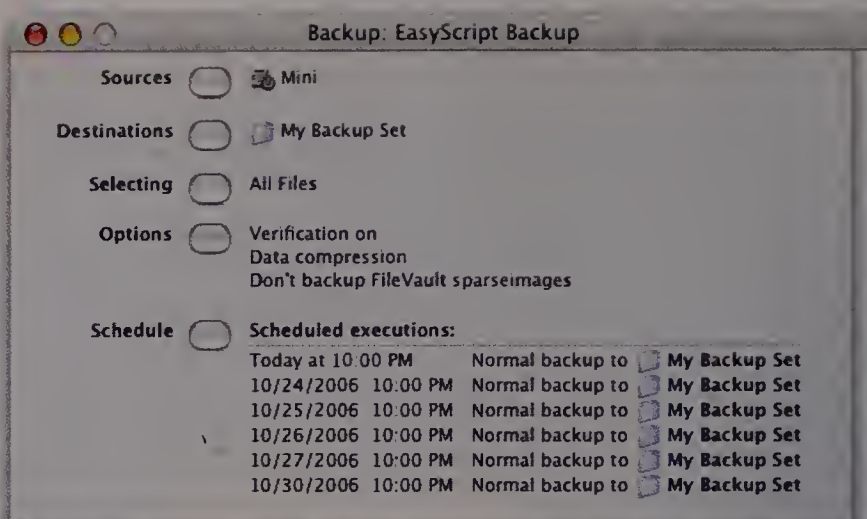 Backup: EasyScript Backup
Sources Mini
Destinations My Backup Set
Selecting All Files
Options Verification on
Data compression
Don't backup FileVault sparseimages
Schedule Scheduled executions:
Today at 10:00 PM Normal backup to My Backup Set
10/24/2006 10:00 PM Normal backup to My Backup Set
10/25/2006 10:00 PM Normal backup to My Backup Set
10/26/2006 10:00 PM Normal backup to My Backup Set
10/27/2006 10:00 PM Normal backup to My Backup Set
10/30/2006 10:00 PM Normal backup to My Backup Set